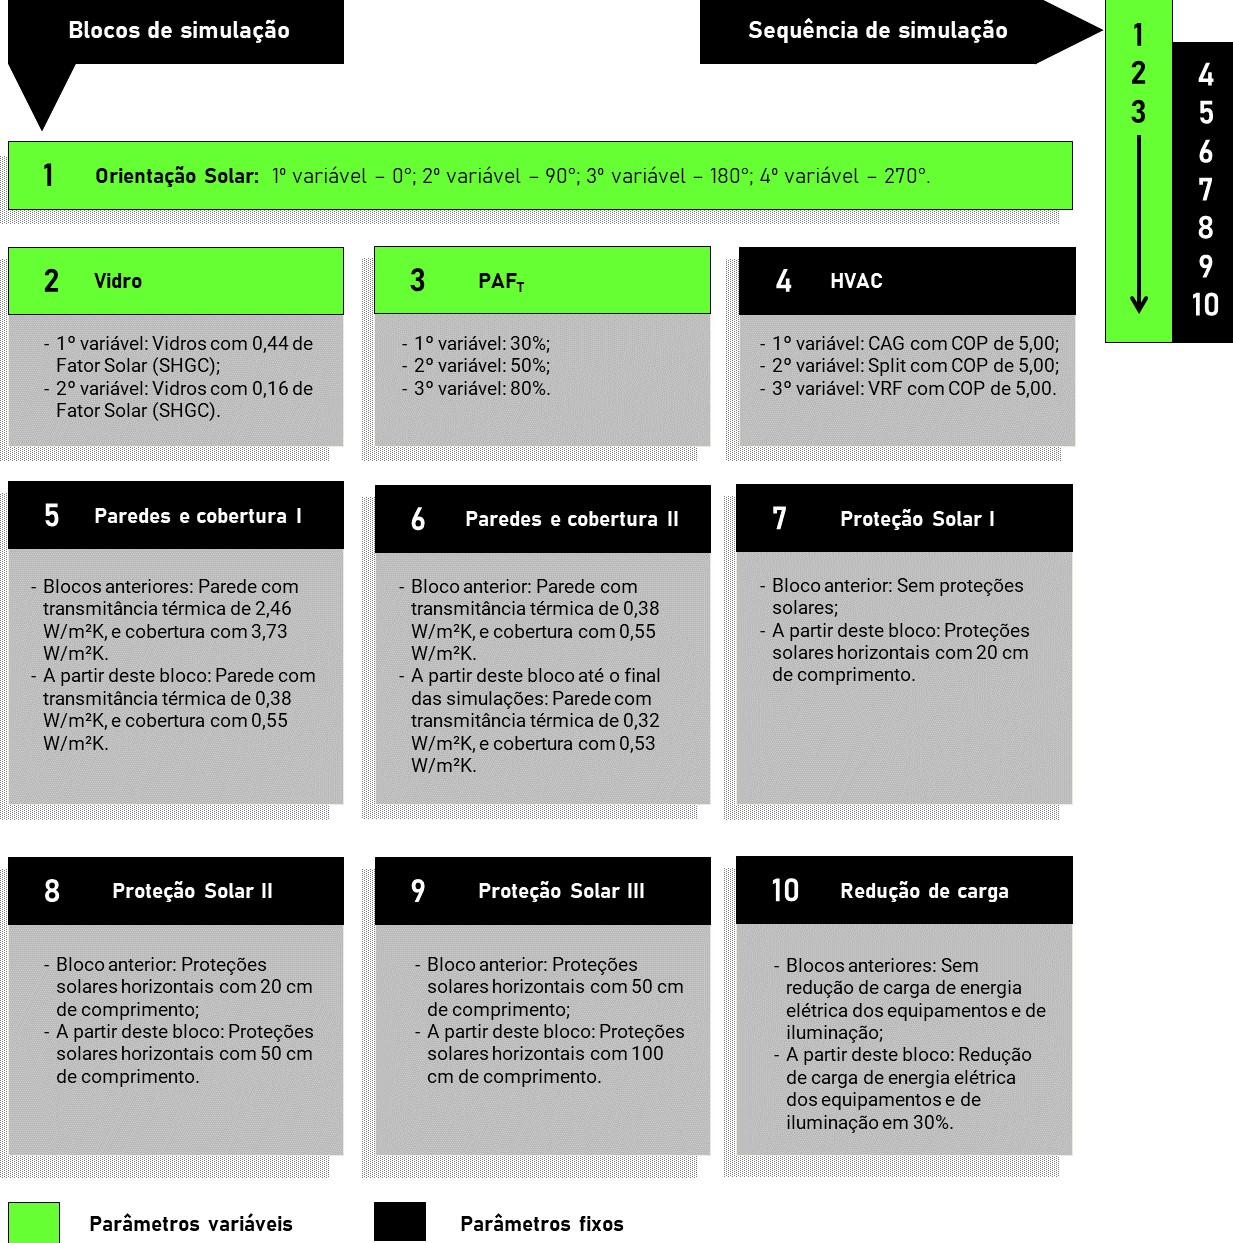 Blocos de simulação
Sequência de simulação
1
2
3
4
5
6
7
8
9
10
1 Orientação Solar: 1º variável – 0°; 2º variável – 90°; 3º variável – 180°; 4º variável – 270°.
2 Vidro
- 1º variável: Vidros com 0,44 de
Fator Solar (SHGC);
- 2º variável: Vidros com 0,16 de
Fator Solar (SHGC).
3 PAFT
- 1º variável: 30%;
- 2º variável: 50%;
- 3º variável: 80%.
4 HVAC
- 1º variável: CAG com COP de 5,00;
- 2º variável: Split com COP de 5,00;
- 3º variável: VRF com COP de 5,00.
5 Paredes e cobertura I
- Blocos anteriores: Parede com
transmitância térmica de 2,46
W/m²K, e cobertura com 3,73
W/m²K.
- A partir deste bloco: Parede com
transmitância térmica de 0,38
W/m²K, e cobertura com 0,55
W/m²K.
6 Paredes e cobertura II
- Bloco anterior: Parede com
transmitância térmica de 0,38
W/m²K, e cobertura com 0,55
W/m²K.
- A partir deste bloco até o final
das simulações: Parede com
transmitância térmica de 0,32
W/m²K, e cobertura com 0,53
W/m²K.
7 Proteção Solar I
- Bloco anterior: Sem proteções
solares;
- A partir deste bloco: Proteções
solares horizontais com 20 cm
de comprimento.
8 Proteção Solar II
- Bloco anterior: Proteções
solares horizontais com 20 cm
de comprimento;
- A partir deste bloco: Proteções
solares horizontais com 50 cm
de comprimento.
9 Proteção Solar III
- Bloco anterior: Proteções
solares horizontais com 50 cm
de comprimento;
- A partir deste bloco: Proteções
solares horizontais com 100
cm de comprimento.
10 Redução de carga
- Blocos anteriores: Sem
redução de carga de energia
elétrica dos equipamentos e de
iluminação;
- A partir deste bloco: Redução
de carga de energia elétrica
dos equipamentos e de
iluminação em 30%.
Parâmetros variáveis
Parâmetros fixos